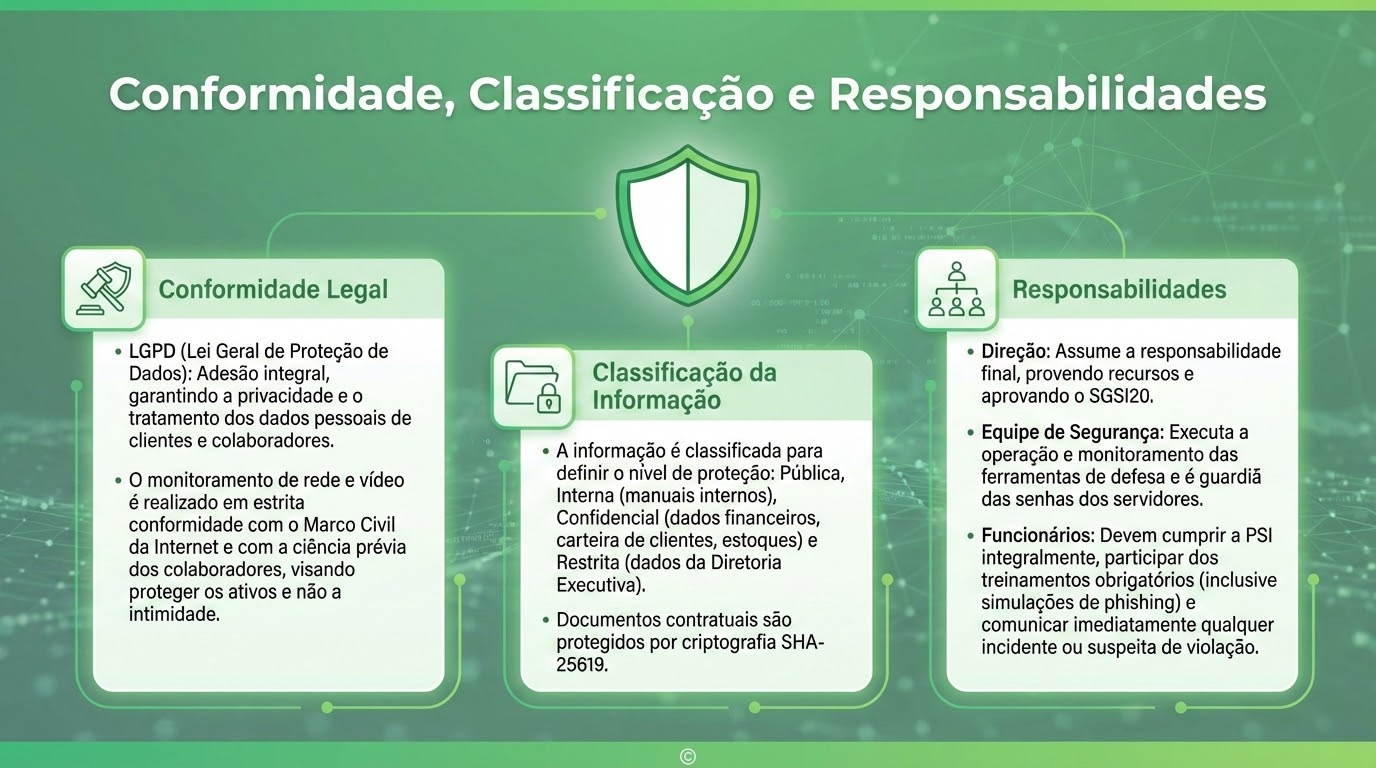 Conformidade, Classificação e Responsabilidades
Conformidade Legal
• LGPD (Lei Geral de Proteção de
Dados): Adesão integral,
garantindo a privacidade e o
tratamento dos dados pessoais de
clientes e colaboradores.
• O monitoramento de rede e vídeo
é realizado em estrita
conformidade com o Marco Civil
da Internet e com a ciência prévia
dos colaboradores, visando
proteger os ativos e não a
intimidade.
Classificação da
Informação
• A informação é classificada para
definir o nível de proteção: Pública,
Interna (manuais internos),
Confidencial (dados financeiros,
carteira de clientes, estoques) e
Restrita (dados da Diretoria
Executiva).
• Documentos contratuais são
protegidos por criptografia SHA-
25619.
Responsabilidades
• Direção: Assume a responsabilidade
final, provendo recursos e
aprovando o SGSI20.
• Equipe de Segurança: Executa a
operação e monitoramento das
ferramentas de defesa e é guardiã
das senhas dos servidores.
• Funcionários: Devem cumprir a PSI
integralmente, participar dos
treinamentos obrigatórios (inclusive
simulações de phishing) e
comunicar imediatamente qualquer
incidente ou suspeita de violação.
©